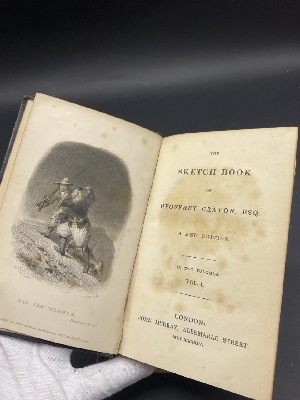 RIP VAN WINKLE.
THE
SKETCH BOOK
OF
GEOFFREY CRAYON, ESQ.
A NEW EDITION.
IN TWO VOLUMES.
VOL. I.
LONDON:
JOHN MURRAY, ALBEMARLE STREET.